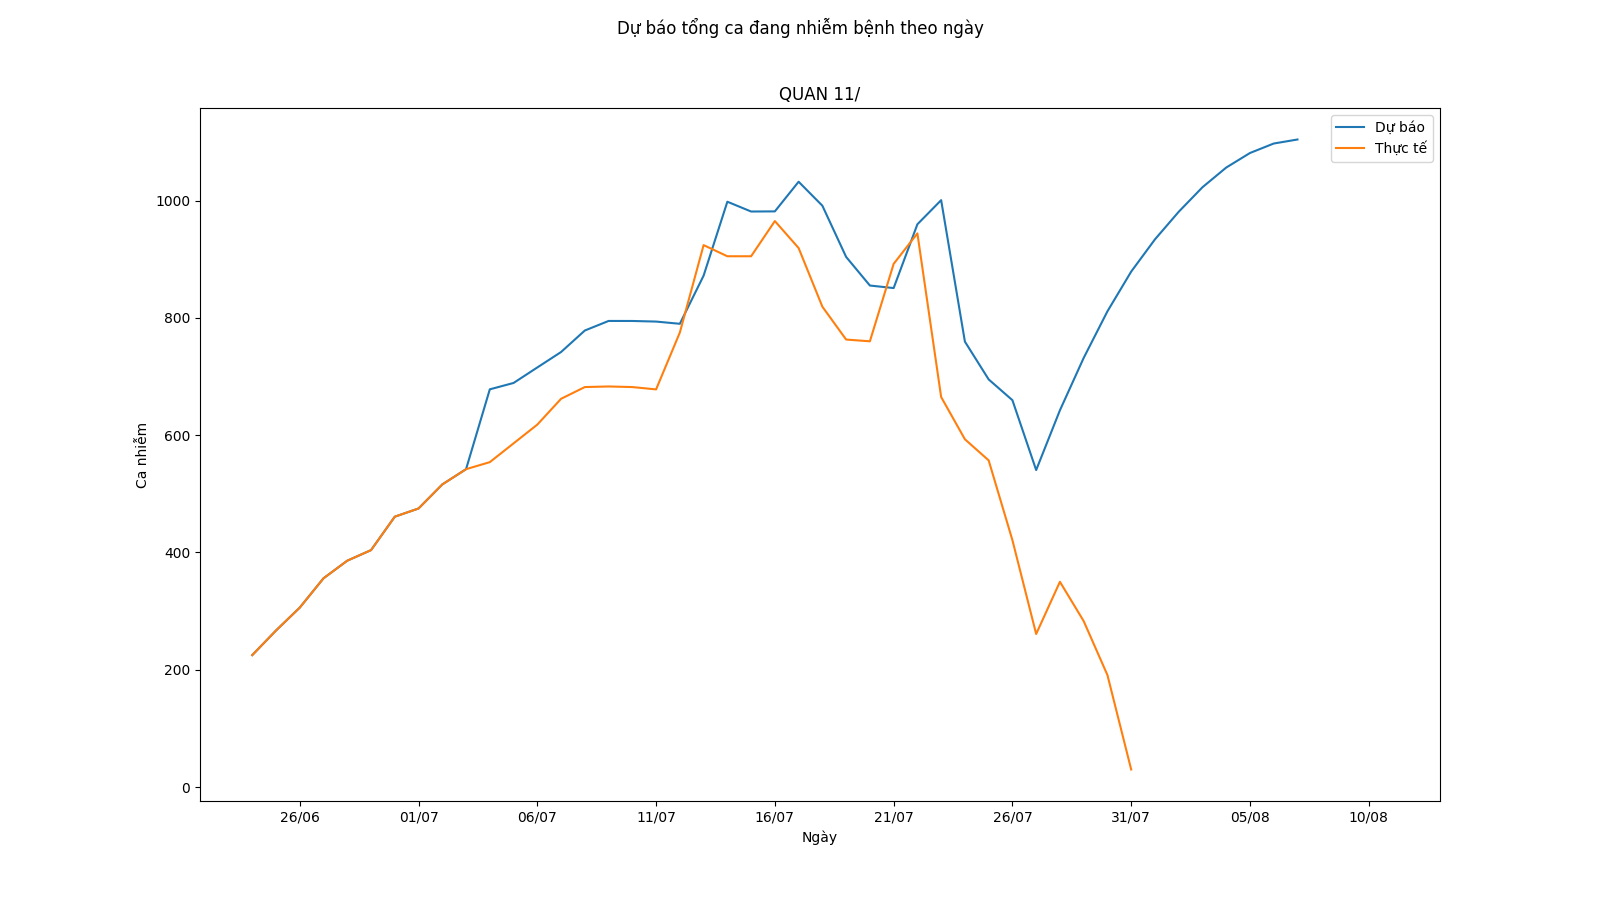 Dự báo tổng ca đang nhiễm bệnh theo ngày
QUAN 11/
Dự báo
Thực tế
1000
800
600
400
200
0
Ca nhiễm
26/06 01/07 06/07 11/07 16/07 21/07 26/07 31/07 05/08 10/08
Ngày